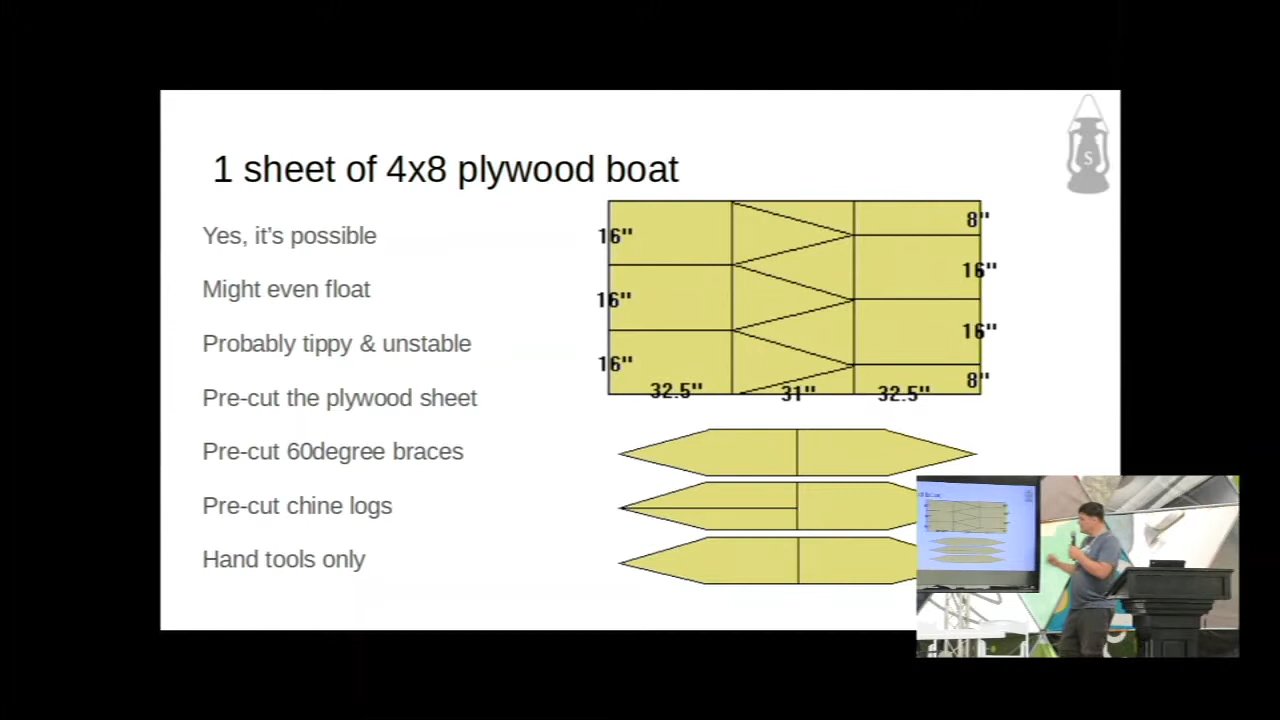 1 sheet of 4x8 plywood boat
S
Yes, it's possible
Might even float
Probably tippy & unstable
Pre-cut the plywood sheet
Pre-cut 60degree braces
Pre-cut chine logs
Hand tools only
16"
16"
16"
8"
16"
16"
8"
32.5"
31"
32.5"